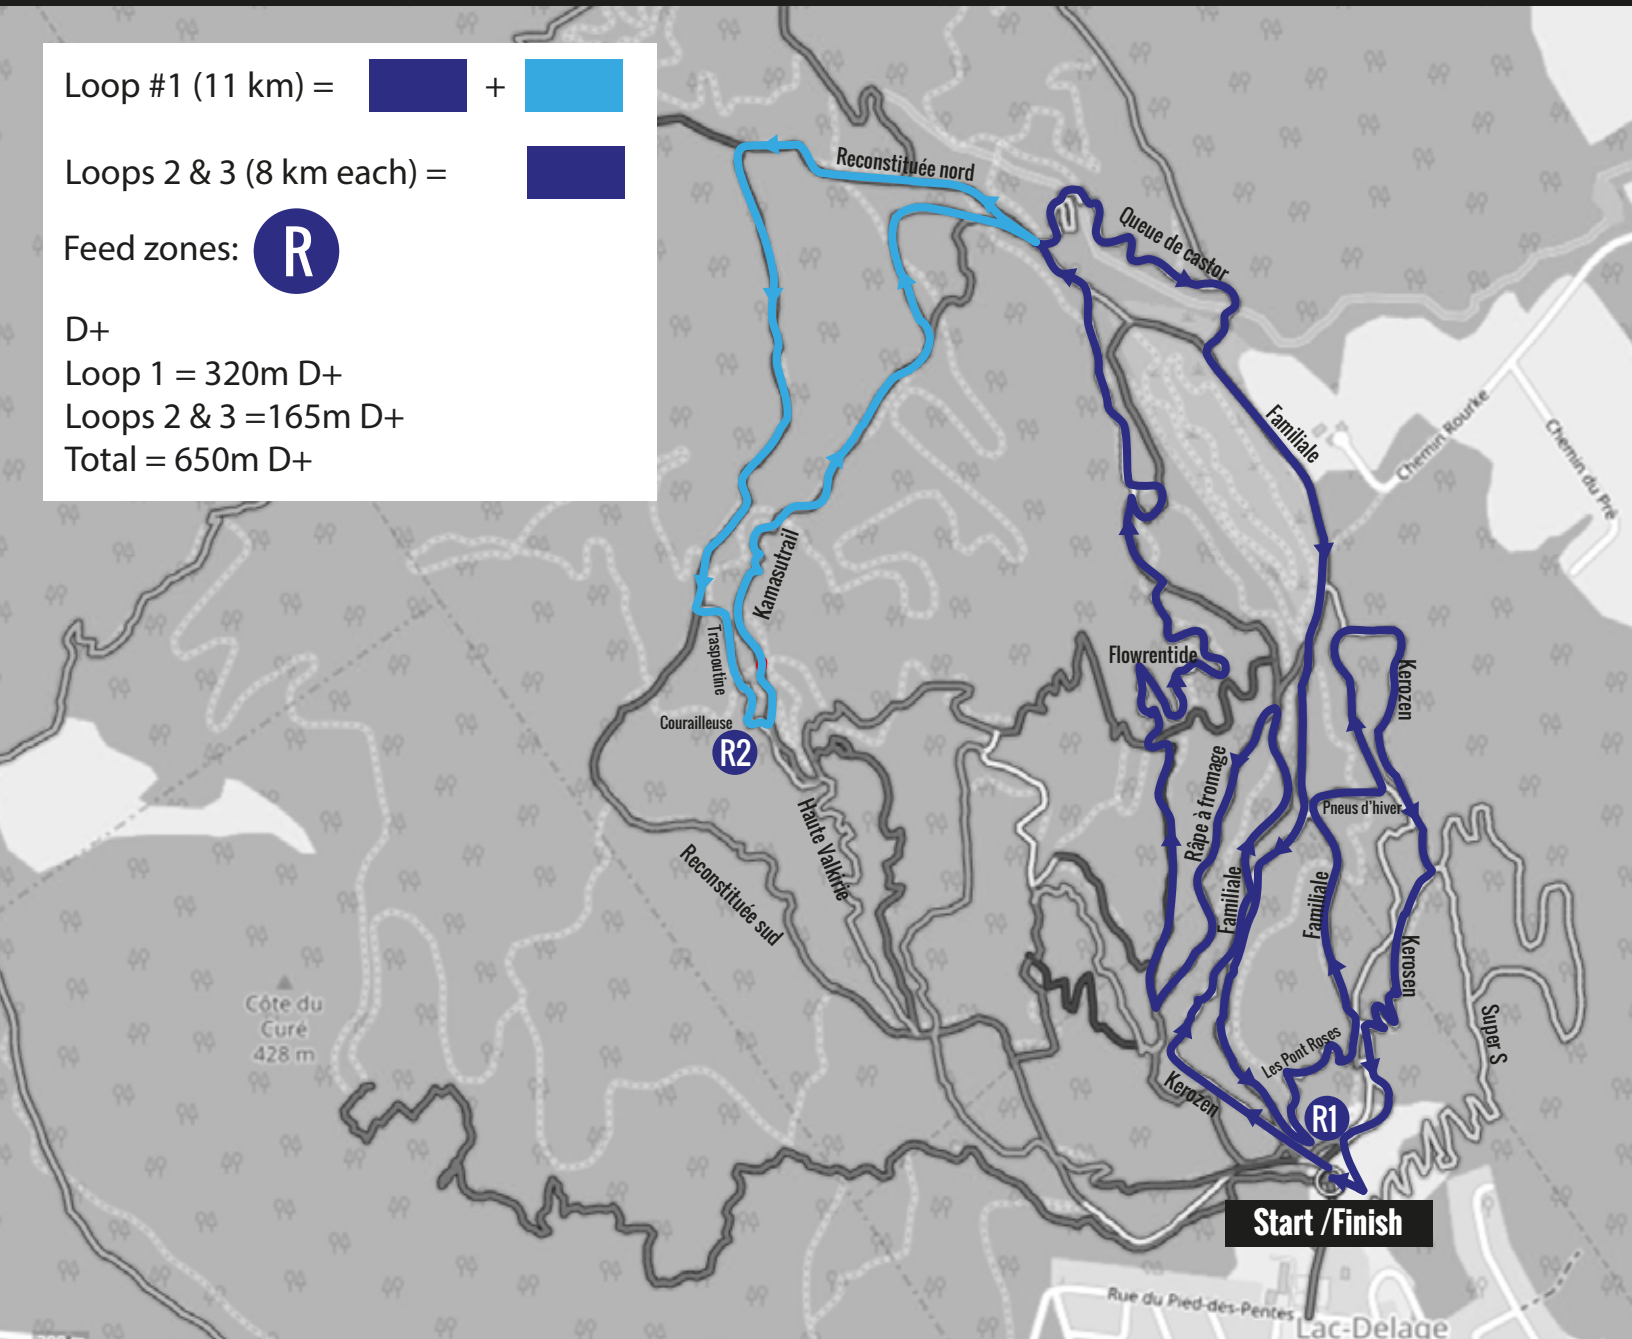 Loop #1 (11 km) = +
Loops 2 & 3 (8 km each) =
Feed zones: R
D+
Loop 1 = 320m D+
Loops 2 & 3 =165m D+
Total = 650m D+
Reconstituée nord
Queue de castor
Familiale
Chemin Rourke
Chemin du Pré
Kamasutrail
Traspoutine
Flowrentide
Kerozen
Courailleuse
R2
Râpe à fromage
Pneus d'hiver
Haute Valkirie
Reconstituée sud
Familiale
Familiale
Kerosen
Côte du
Curé
428 m
Super S
Les Pont Roses
Kerozen
R1
Start /Finish
Rue du Pied-des-Pentes
Lac-Delage